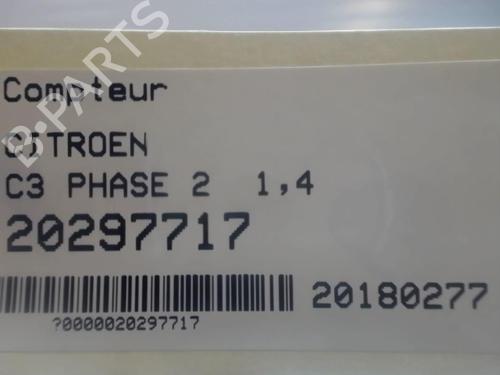 B-PARTS
Compteur
CITROEN
C3 PHASE 2 1,4
20297717
20180277
?0000020297717